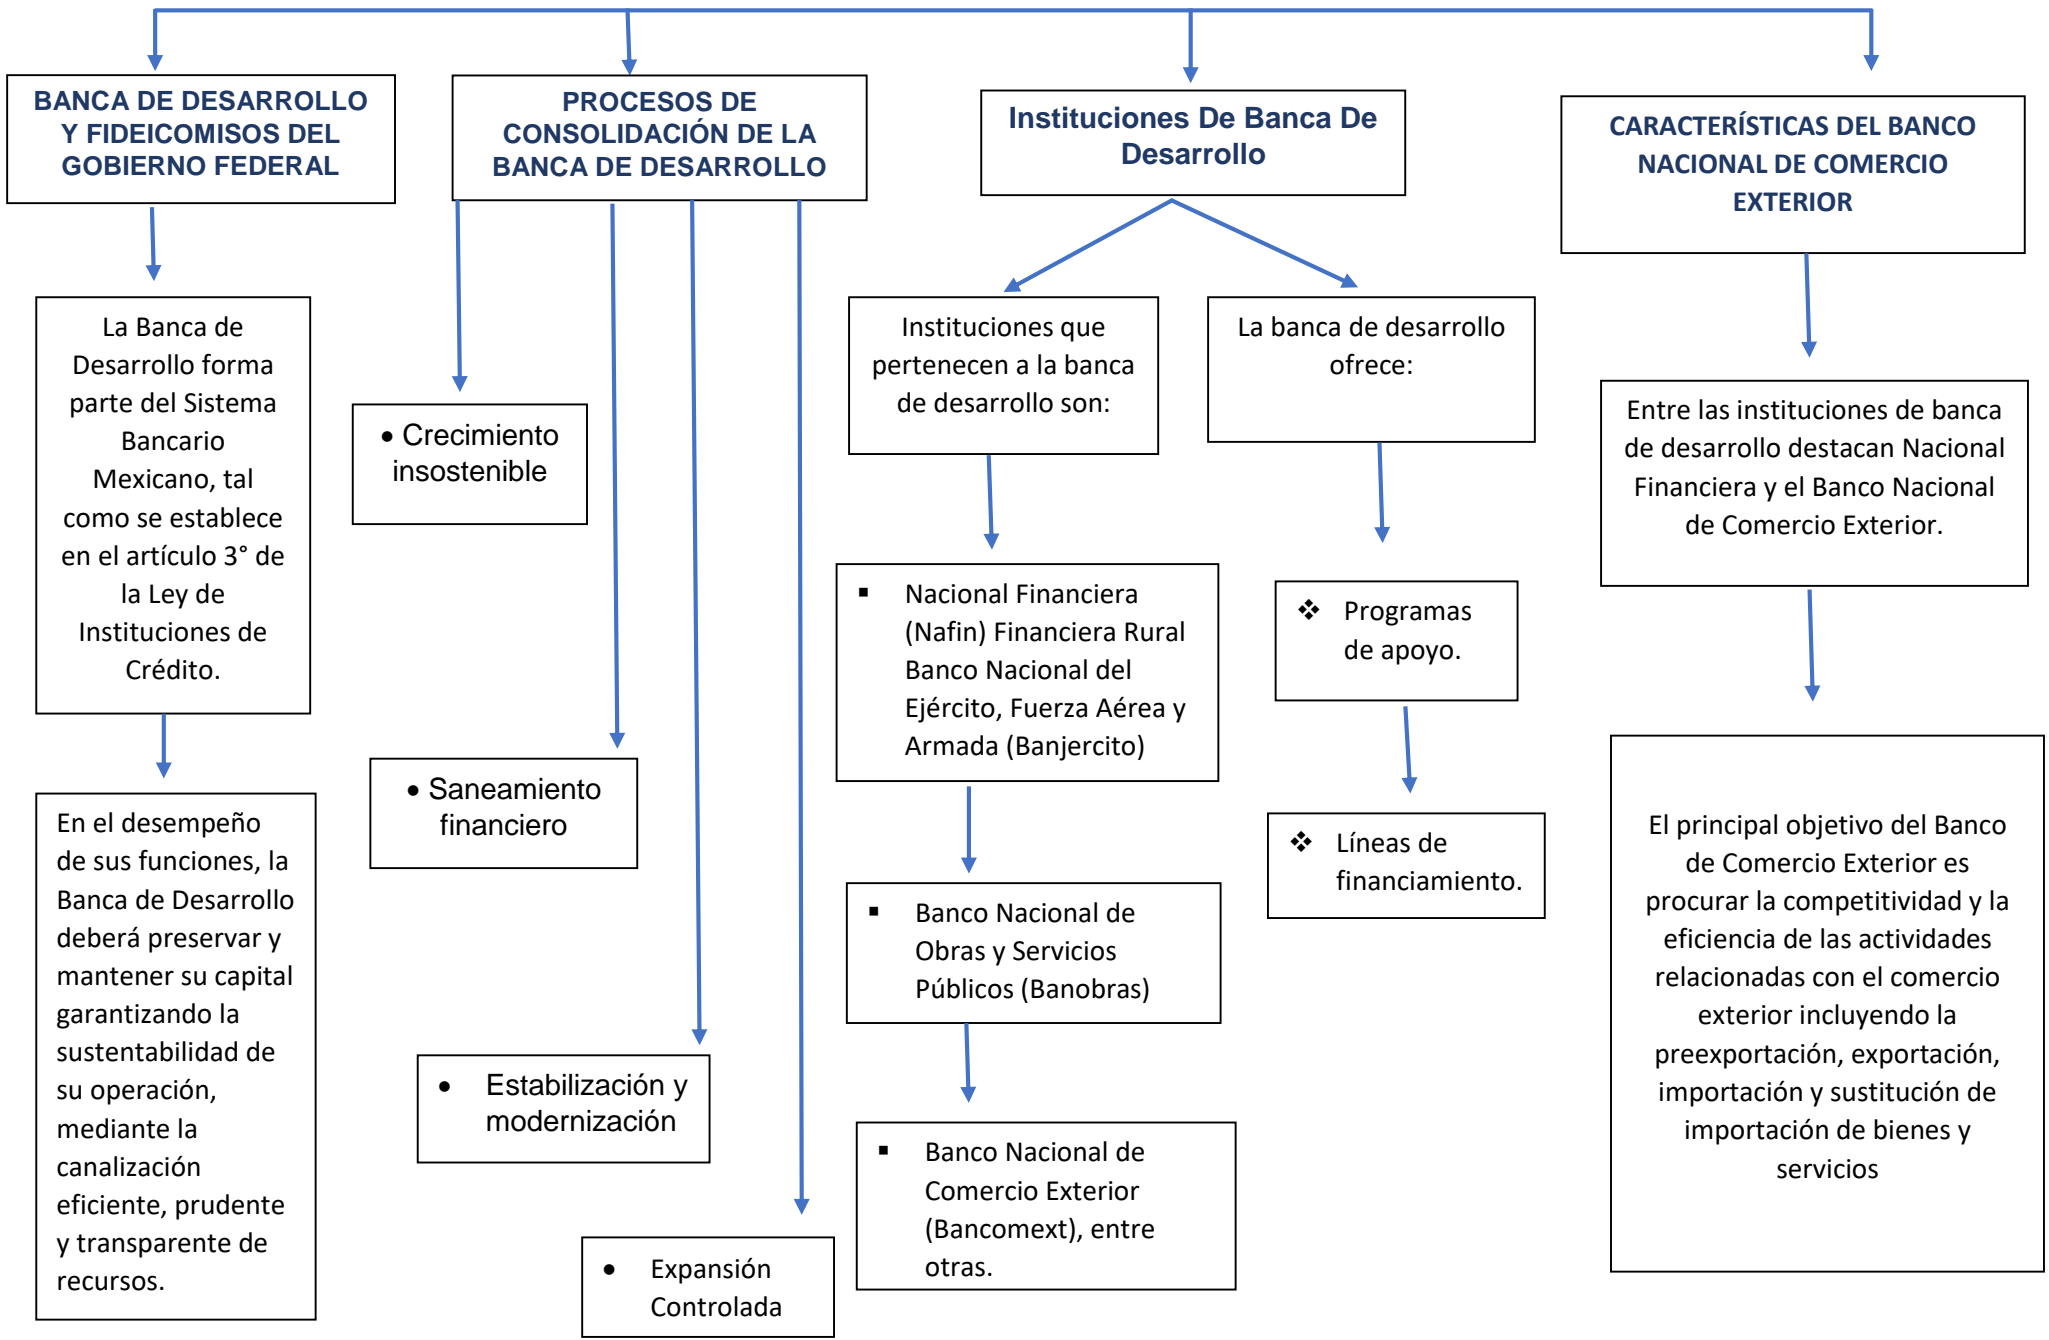 BANCA DE DESARROLLO
Y FIDEICOMISOS DEL
GOBIERNO FEDERAL
La Banca de
Desarrollo forma
parte del Sistema
Bancario
Mexicano, tal
como se establece
en el artículo 3° de
la Ley de
Instituciones de
Crédito.
En el desempeño
de sus funciones, la
Banca de Desarrollo
deberá preservar y
mantener su capital
garantizando la
sustentabilidad de
su operación,
mediante la
canalización
eficiente, prudente
y transparente de
recursos.
PROCESOS DE
CONSOLIDACIÓN DE LA
BANCA DE DESARROLLO
• Crecimiento
insostenible
• Saneamiento
financiero
• Estabilización y
modernización
• Expansión
Controlada
Instituciones De Banca De
Desarrollo
Instituciones que
pertenecen a la banca
de desarrollo son:
▪ Nacional Financiera
(Nafin) Financiera Rural
Banco Nacional del
Ejército, Fuerza Aérea y
Armada (Banjercito)
▪ Banco Nacional de
Obras y Servicios
Públicos (Banobras)
▪ Banco Nacional de
Comercio Exterior
(Bancomext), entre
otras.
La banca de desarrollo
ofrece:
❖ Programas
de apoyo.
❖ Líneas de
financiamiento.
CARACTERÍSTICAS DEL BANCO
NACIONAL DE COMERCIO
EXTERIOR
Entre las instituciones de banca
de desarrollo destacan Nacional
Financiera y el Banco Nacional
de Comercio Exterior.
El principal objetivo del Banco
de Comercio Exterior es
procurar la competitividad y la
eficiencia de las actividades
relacionadas con el comercio
exterior incluyendo la
preexportación, exportación,
importación y sustitución de
importación de bienes y
servicios